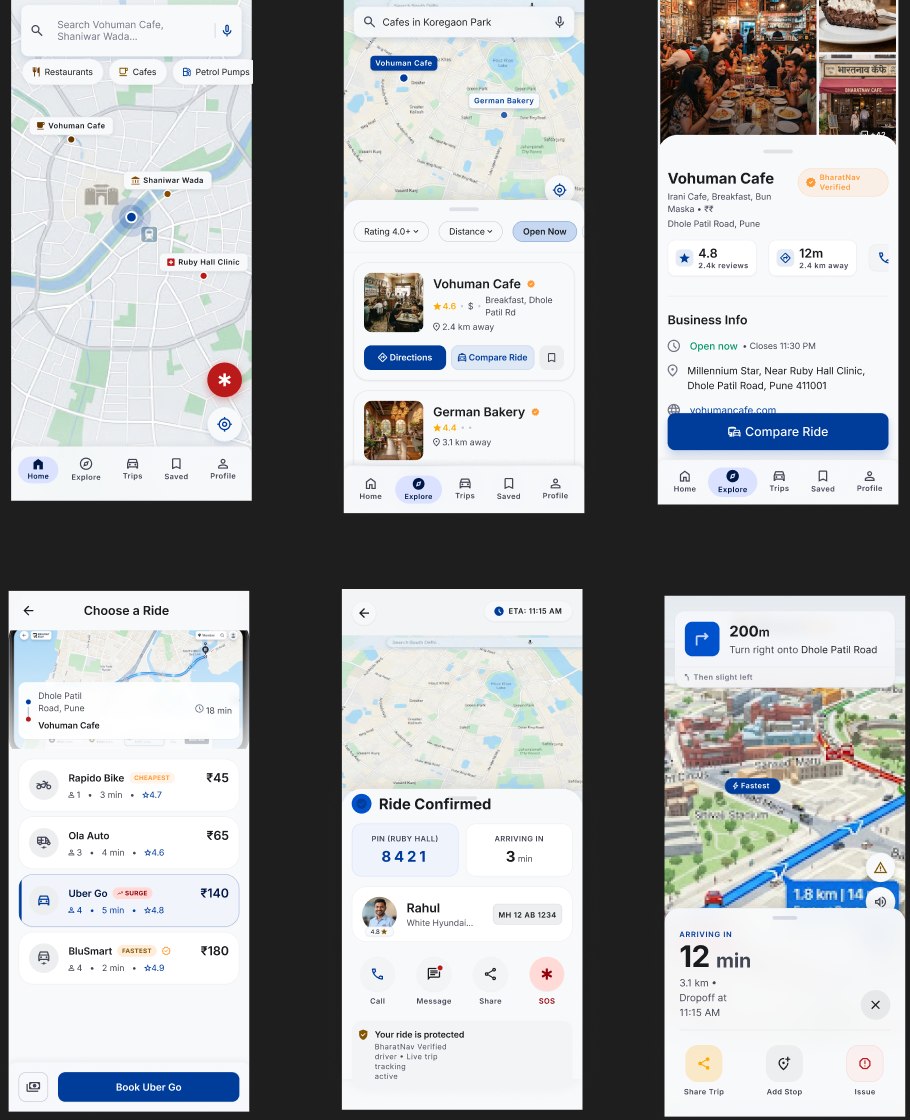 Search Vohuman Cafe,
Shaniwar Wada...
Restaurants
Cafes
Petrol Pumps
Vohuman Cafe
Shaniwar Wada
Ruby Hall Clinic
Home
Explore
Trips
Saved
Profile
Cafes in Koregaon Park
Vohuman Cafe
German Bakery
Rating 4.0+
Distance
Open Now
Vohuman Cafe
4.6 • $ • Breakfast, Dhole
Patil Rd
2.4 km away
Directions
Compare Ride
German Bakery
4.4 • •
3.1 km away
Home
Explore
Trips
Saved
Profile
भारतनाव कॅफे
BHARATNAV CAFÉ
+42
Vohuman Cafe
BharatNav
Verified
Irani Cafe, Breakfast, Bun
Maska • ₹₹
Dhole Patil Road, Pune
4.8
2.4k reviews
12m
2.4 km away
Business Info
Open now • Closes 11:30 PM
Millennium Star, Near Ruby Hall Clinic,
Dhole Patil Road, Pune 411001
vohumancafe.com
Compare Ride
Home
Explore
Trips
Saved
Profile
Choose a Ride
Dhole Patil
Road, Pune
18 min
Vohuman Cafe
Rapido Bike CHEAPEST ₹45
1 • 3 min • 4.7
Ola Auto ₹65
3 • 4 min • 4.6
Uber Go SURGE ₹140
4 • 5 min • 4.8
BluSmart FASTEST ₹180
4 • 2 min • 4.9
Book Uber Go
ETA: 11:15 AM
Search South Delhi...
Ride Confirmed
PIN (RUBY HALL)
8421
ARRIVING IN
3 min
Rahul
White Hyundai...
4.8
MH 12 AB 1234
Call
Message
Share
SOS
Your ride is protected
BharatNav Verified
driver • Live trip
tracking
active
200m
Turn right onto Dhole Patil Road
Then slight left
Fastest
Shivaji Stadium
1.8 km | 14
ARRIVING IN
12 min
3.1 km •
Dropoff at
11:15 AM
Share Trip
Add Stop
Issue